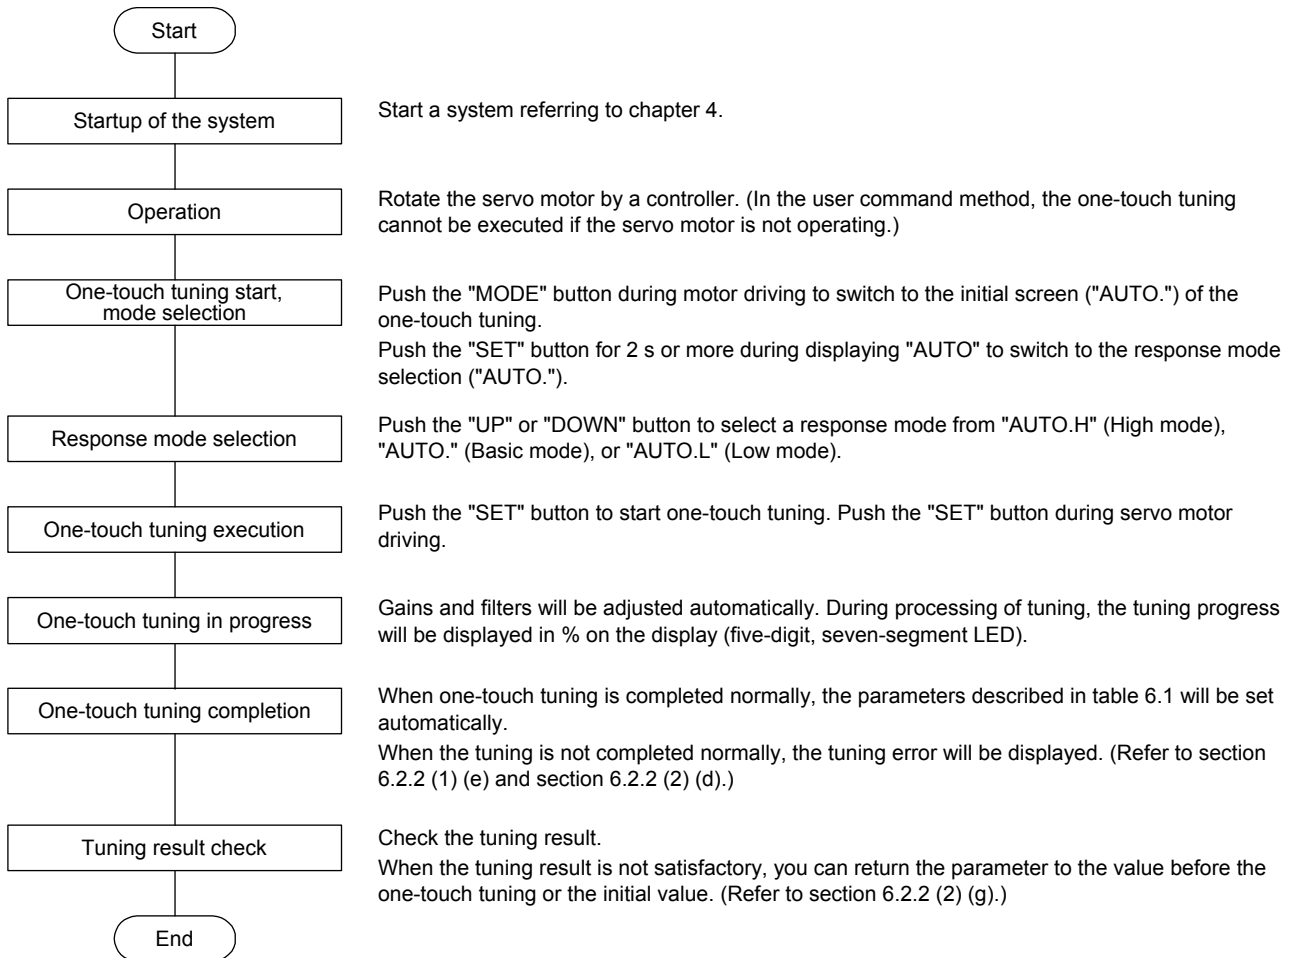 Start
Startup of the system
Start a system referring to chapter 4.
Operation
Rotate the servo motor by a controller. (In the user command method, the one-touch tuning
cannot be executed if the servo motor is not operating.)
One-touch tuning start,
mode selection
Push the "MODE" button during motor driving to switch to the initial screen ("AUTO.") of the
one-touch tuning.
Push the "SET" button for 2 s or more during displaying "AUTO" to switch to the response mode
selection ("AUTO.").
Response mode selection
Push the "UP" or "DOWN" button to select a response mode from "AUTO.H" (High mode),
"AUTO." (Basic mode), or "AUTO.L" (Low mode).
One-touch tuning execution
Push the "SET" button to start one-touch tuning. Push the "SET" button during servo motor
driving.
One-touch tuning in progress
Gains and filters will be adjusted automatically. During processing of tuning, the tuning progress
will be displayed in % on the display (five-digit, seven-segment LED).
One-touch tuning completion
When one-touch tuning is completed normally, the parameters described in table 6.1 will be set
automatically.
When the tuning is not completed normally, the tuning error will be displayed. (Refer to section
6.2.2 (1) (e) and section 6.2.2 (2) (d).)
Tuning result check
Check the tuning result.
When the tuning result is not satisfactory, you can return the parameter to the value before the
one-touch tuning or the initial value. (Refer to section 6.2.2 (2) (g).)
End